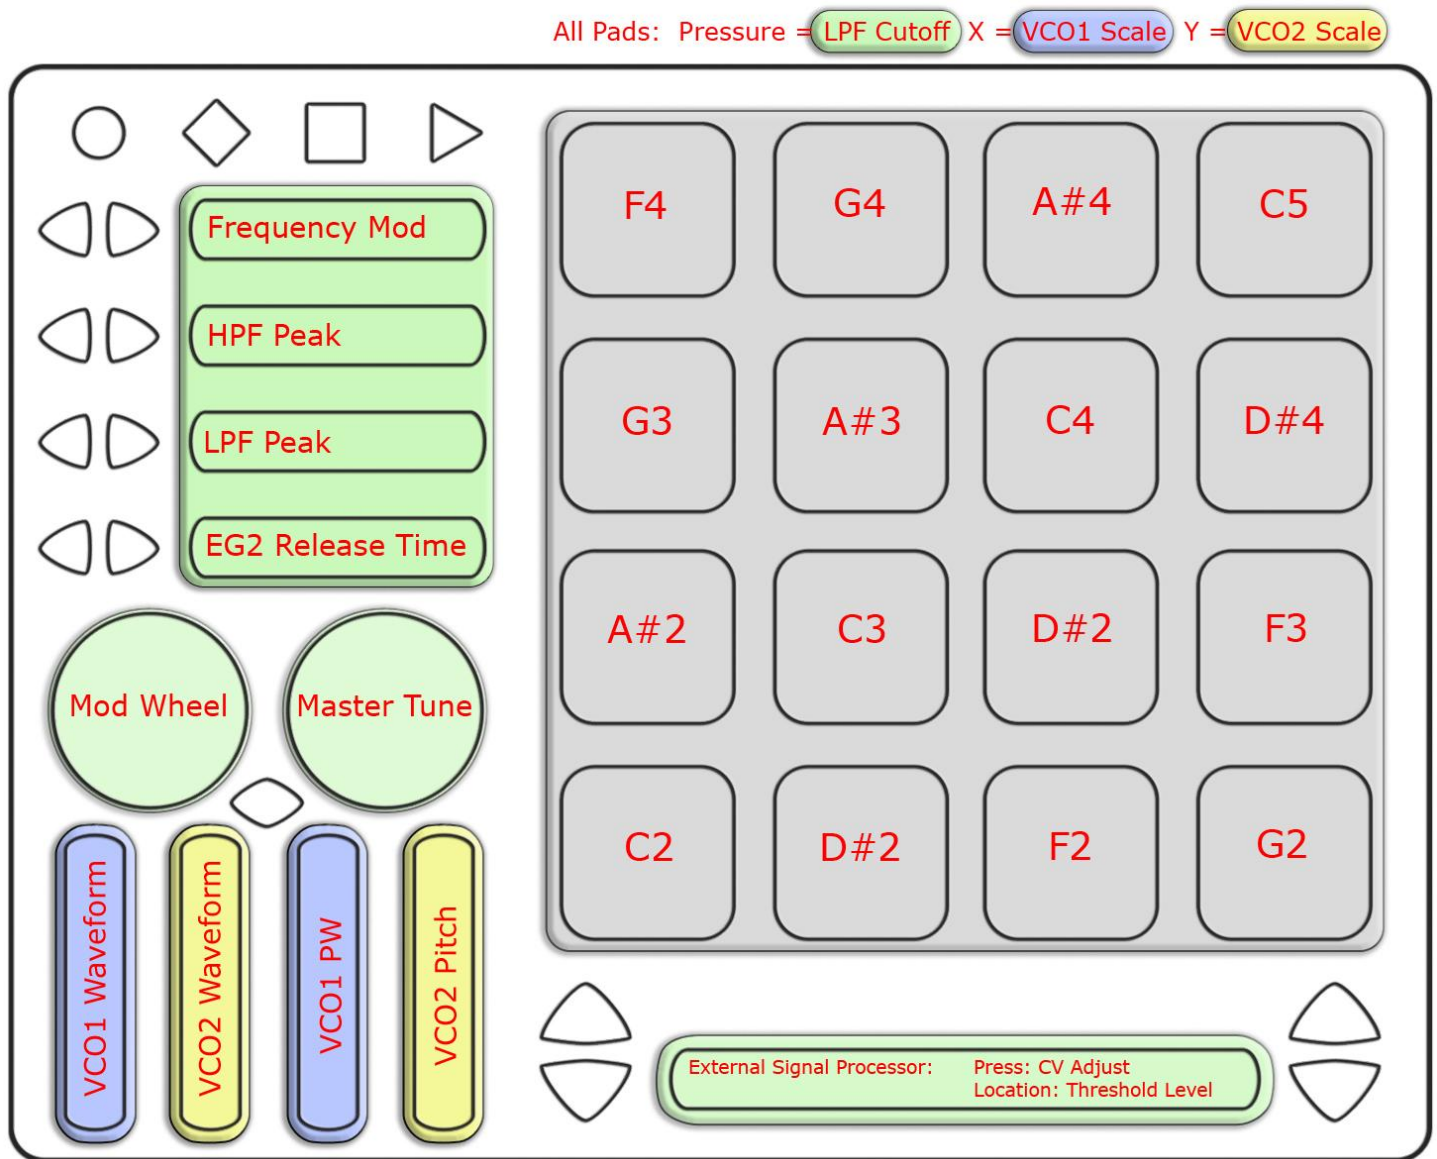 All Pads: Pressure = LPF Cutoff X = VCO1 Scale Y = VCO2 Scale
Frequency Mod
HPF Peak
LPF Peak
EG2 Release Time
Mod Wheel
Master Tune
VCO1 Waveform
VCO2 Waveform
VCO1 PW
VCO2 Pitch
F4 G4 A#4 C5
G3 A#3 C4 D#4
A#2 C3 D#2 F3
C2 D#2 F2 G2
External Signal Processor: Press: CV Adjust
Location: Threshold Level